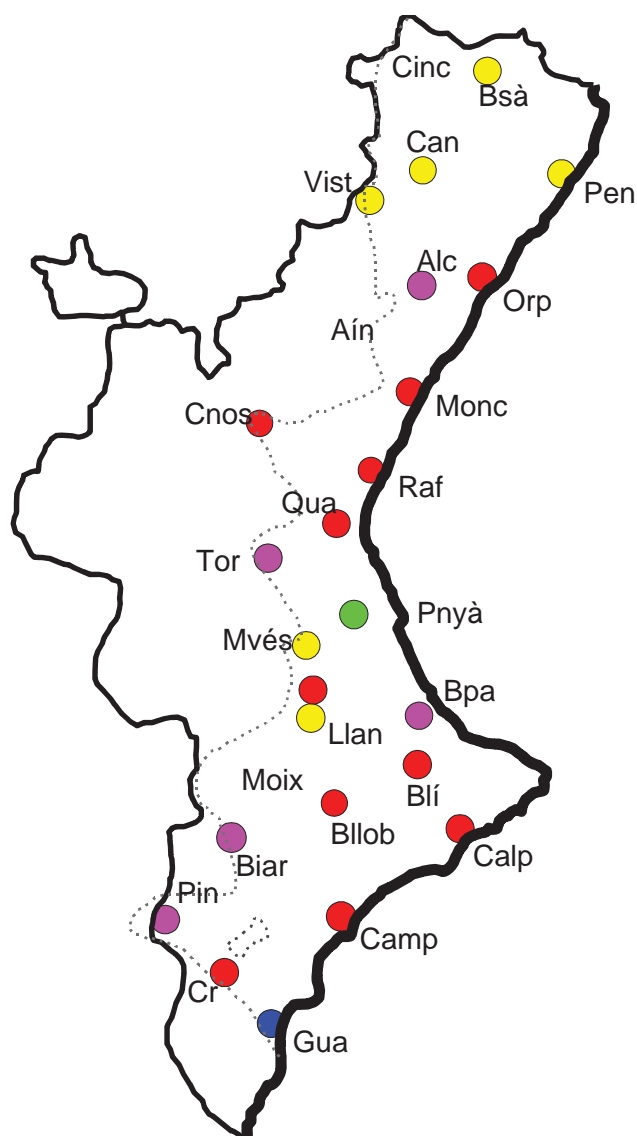 Cinc
Bsà
Can
Vist
Pen
Alc
Orp
Aín
Monc
Cnos
Raf
Qua
Tor
Pnyà
Mvés
Bpa
Llan
Blí
Moix
Bllob
Calp
Biar
Pin
Camp
Cr
Gua